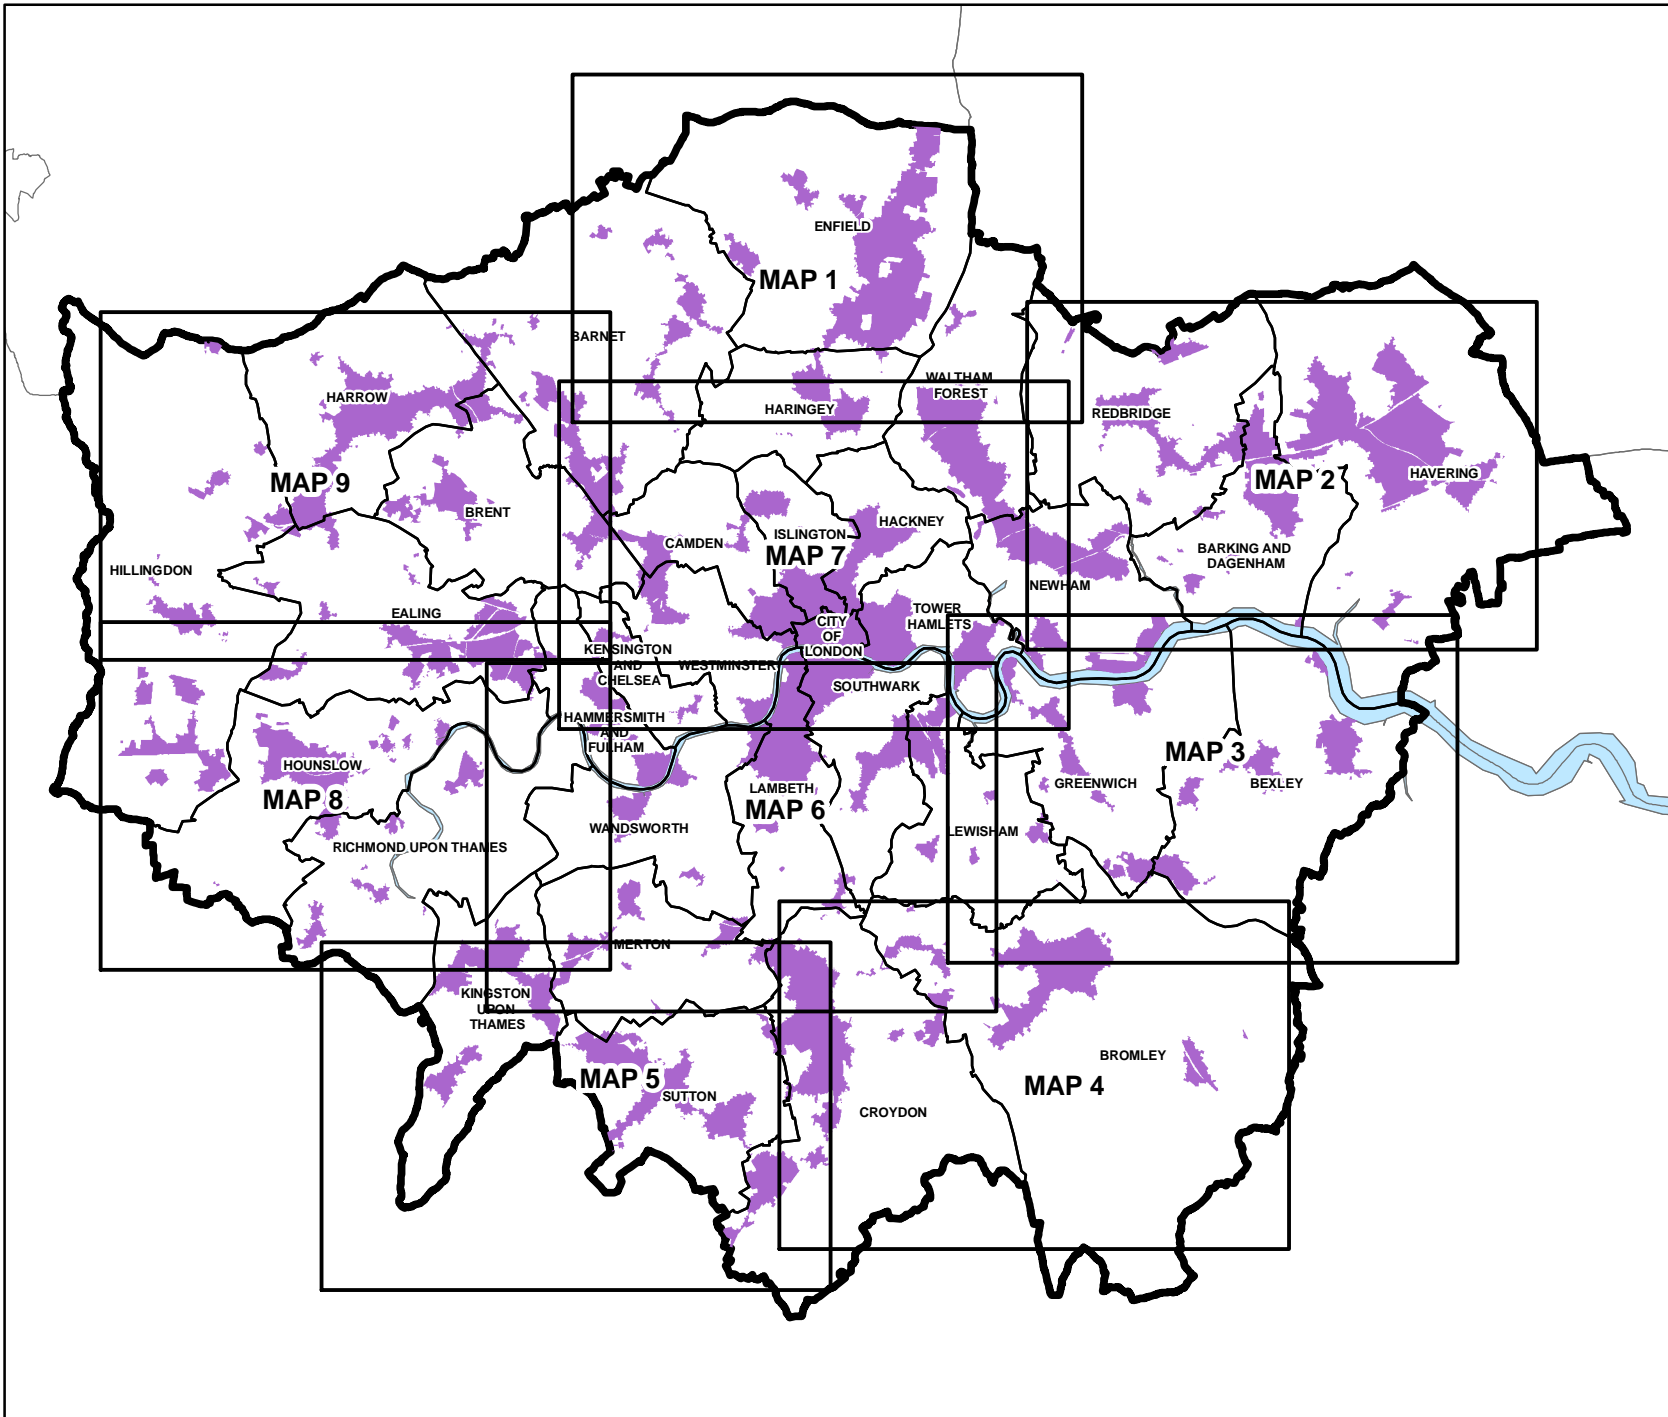 ENFIELD
MAP 1
BARNET
WALTHAM
FOREST
HARROW
HARINGEY
REDBRIDGE
MAP 9
MAP 2
HAVERING
BRENT
HACKNEY
ISLINGTON
CAMDEN
MAP 7
BARKING AND
DAGENHAM
HILLINGDON
NEWHAM
EALING
TOWER
HAMLETS
CITY
OF
LONDON
KENSINGTON
AND
CHELSEA
WESTMINSTER
SOUTHWARK
HAMMERSMITH
AND
FULHAM
MAP 3
HOUNSLOW
GREENWICH
BEXLEY
LAMBETH
MAP 8
MAP 6
WANDSWORTH
LEWISHAM
RICHMOND UPON THAMES
MERTON
KINGSTON
UPON
THAMES
BROMLEY
MAP 5
MAP 4
SUTTON
CROYDON